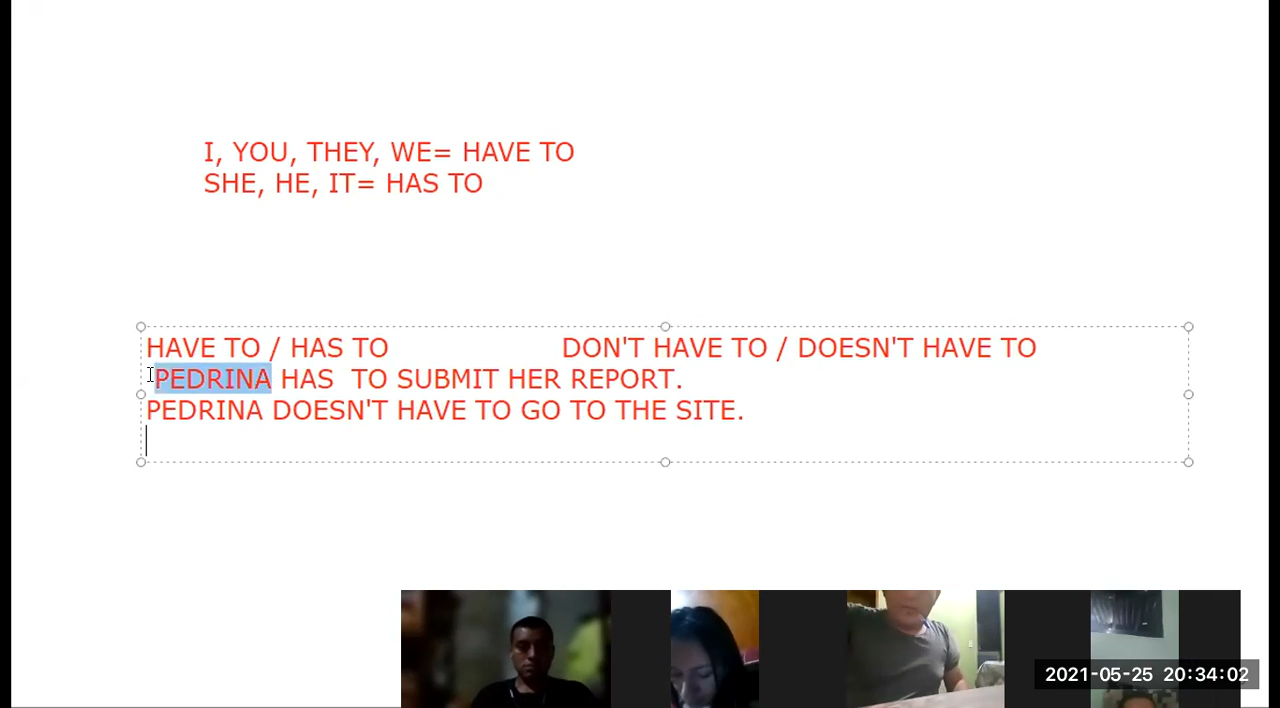 I, YOU, THEY, WE= HAVE TO
SHE, HE, IT= HAS TO
HAVE TO / HAS TO DON'T HAVE TO / DOESN'T HAVE TO
PEDRINA HAS TO SUBMIT HER REPORT.
PEDRINA DOESN'T HAVE TO GO TO THE SITE.
2021-05-25 20:34:02